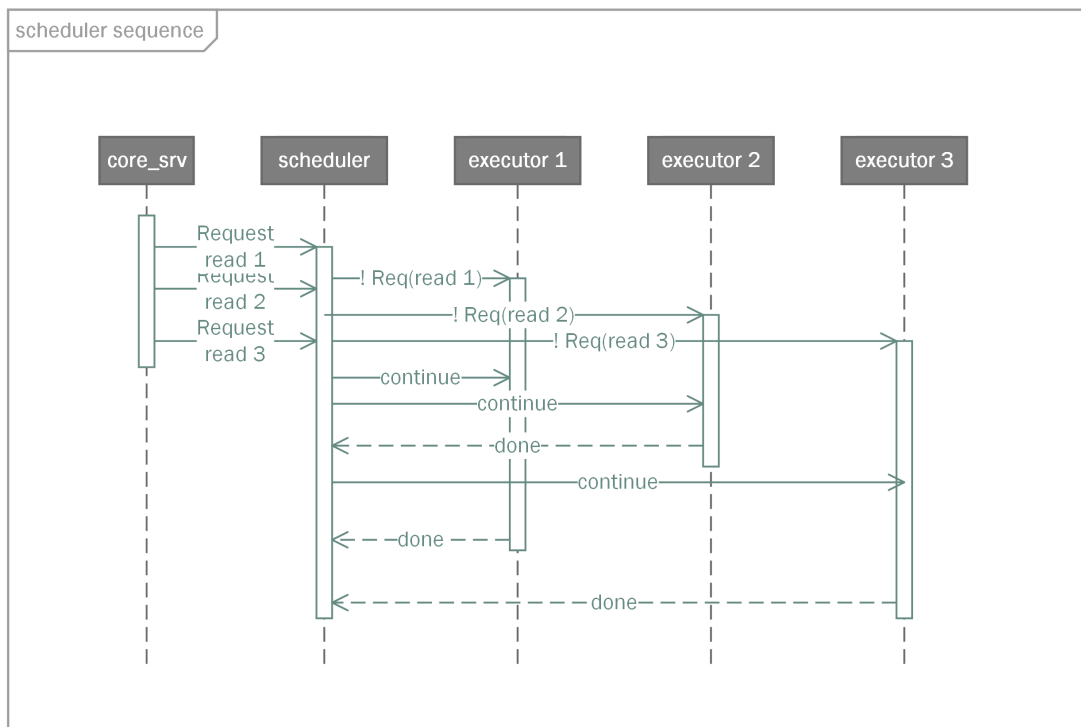 scheduler sequence
core_srv
scheduler
executor 1
executor 2
executor 3
Request
read 1
! Req(read 1)
Request
read 2
! Req(read 2)
Request
read 3
! Req(read 3)
continue
continue
done
continue
done
done